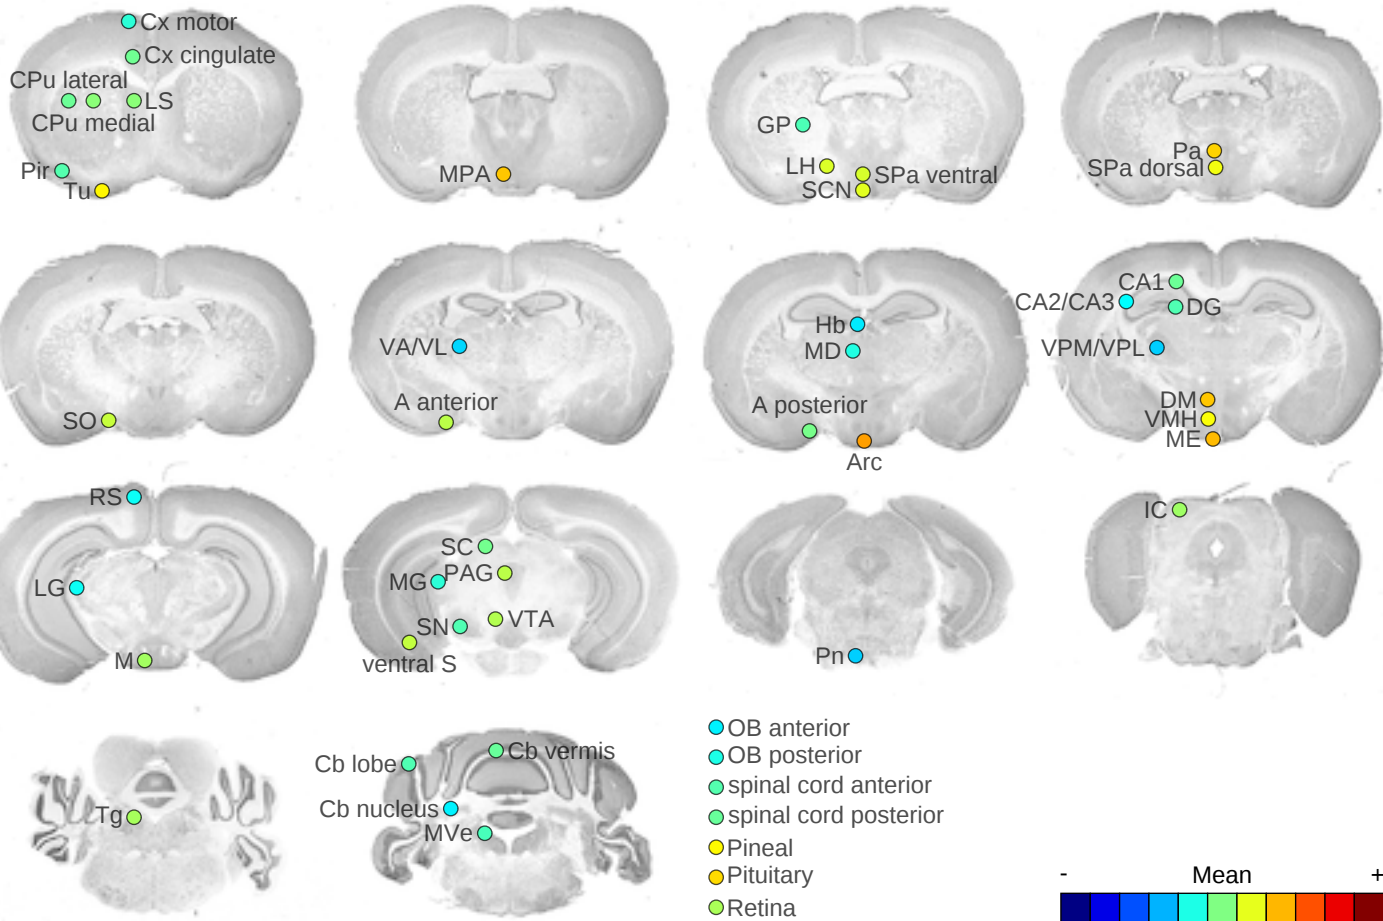 Cx motor
Cx cingulate
CPu lateral
LS
CPu medial
Pir
Tu
MPA
GP
LH
SPa ventral
SCN
Pa
SPa dorsal
SO
VA/VL
A anterior
Hb
MD
A posterior
Arc
CA1
CA2/CA3
DG
VPM/VPL
DM
VMH
ME
RS
LG
M
SC
PAG
MG
VTA
SN
ventral S
Pn
IC
Tg
Cb vermis
Cb lobe
Cb nucleus
MVe
OB anterior
OB posterior
spinal cord anterior
spinal cord posterior
Pineal
Pituitary
Retina
- Mean +